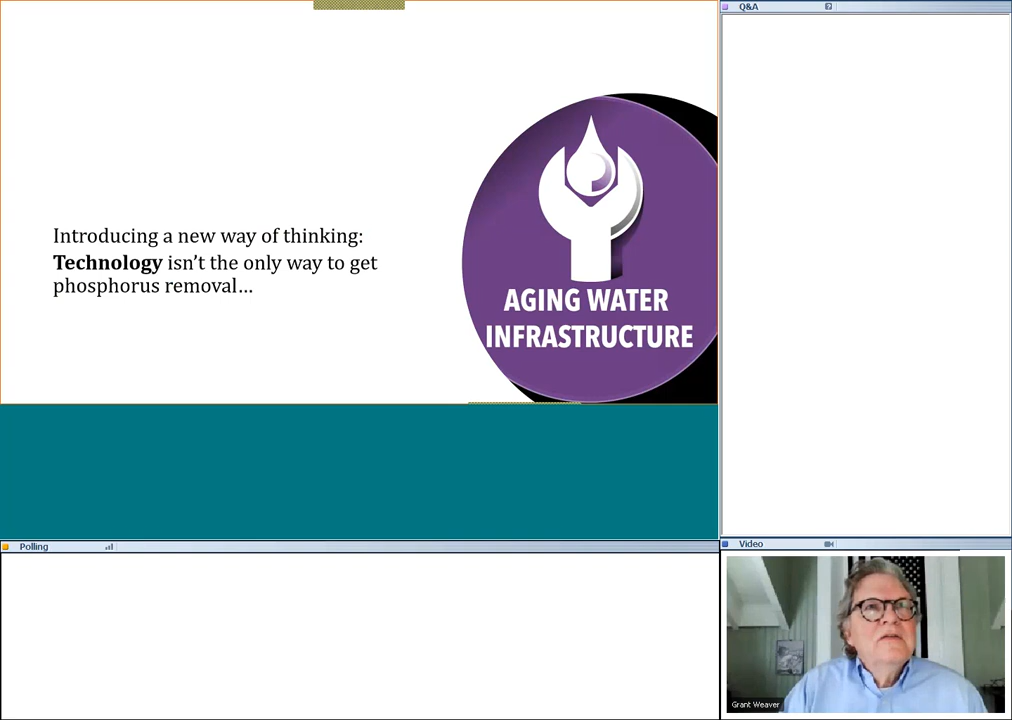 Introducing a new way of thinking:
Technology isn’t the only way to get
phosphorus removal…
AGING WATER
INFRASTRUCTURE
Q&A
Polling
Video
Grant Weaver